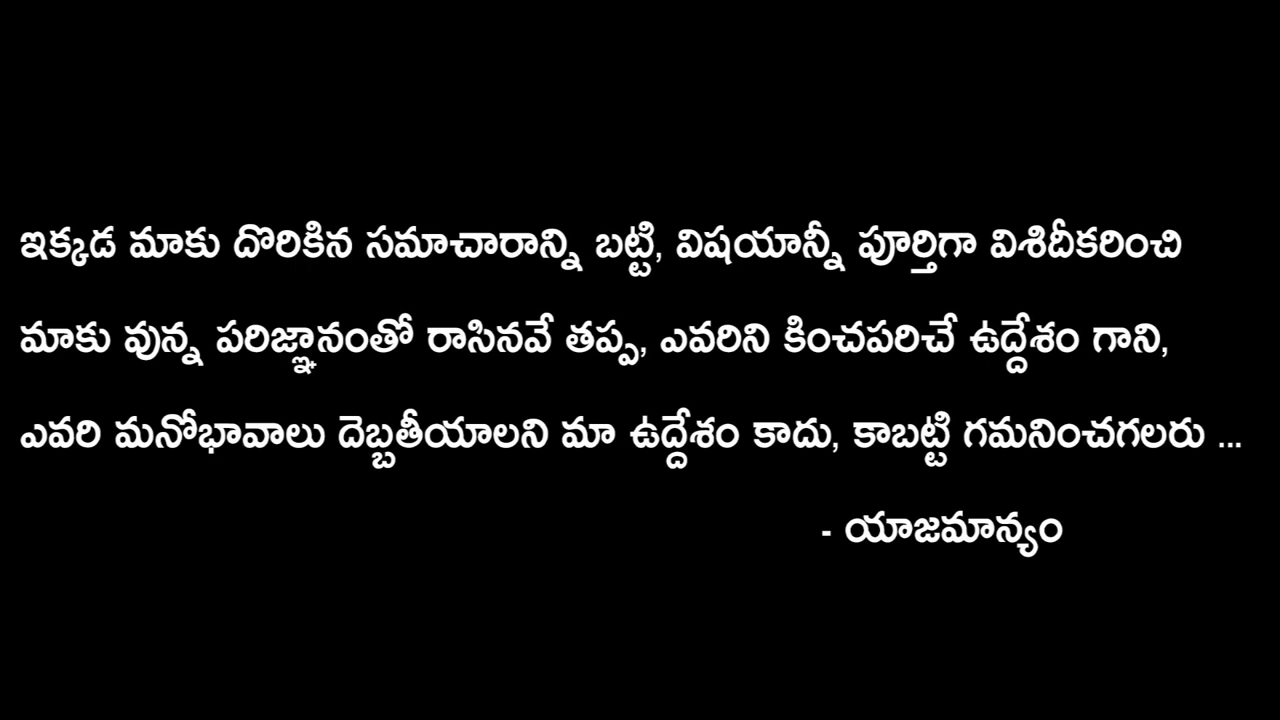 ఇక్కడ మాకు దొరికిన సమాచారాన్ని బట్టి, విషయాన్నీ పూర్తిగా విశిదీకరించి
మాకు వున్న పరిజ్ఞానంతో రాసినవే తప్ప, ఎవరిని కించపరిచే ఉద్దేశం గాని,
ఎవరి మనోభావాలు దెబ్బతీయాలని మా ఉద్దేశం కాదు, కాబట్టి గమనించగలరు ...
- యాజమాన్యం